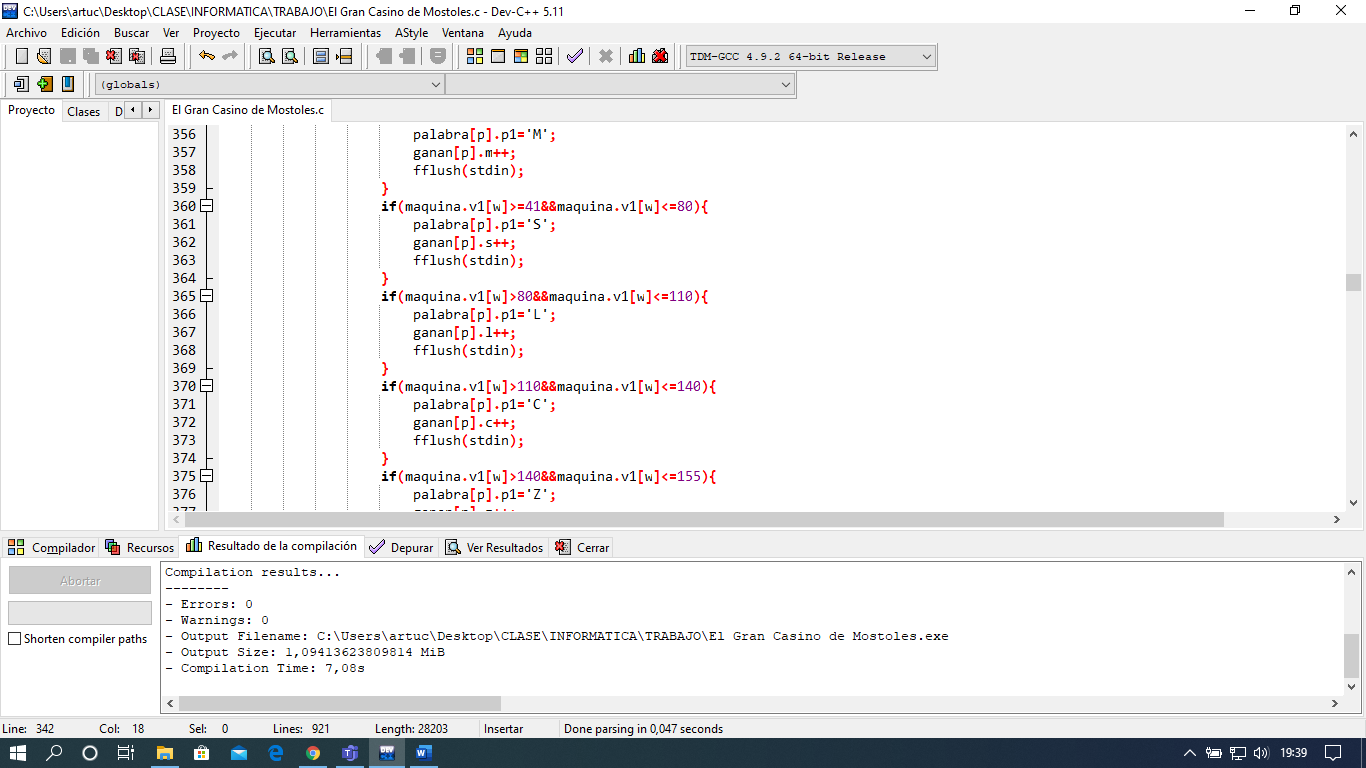 C:\Users\artuc\Desktop\CLASE\INFORMATICA\TRABAJO\El Gran Casino de Mostoles.c - Dev-C++ 5.11
Archivo Edición Buscar Ver Proyecto Ejecutar Herramientas AStyle Ventana Ayuda
TDM-GCC 4.9.2 64-bit Release
(globals)
Proyecto Clases D El Gran Casino de Mostoles.c
356 palabra[p].p1='M';
357 ganan[p].m++;
358 fflush(stdin);
359 }
360 if(maquina.v1[w]>=41&&maquina.v1[w]<=80){
361 palabra[p].p1='S';
362 ganan[p].s++;
363 fflush(stdin);
364 }
365 if(maquina.v1[w]>80&&maquina.v1[w]<=110){
366 palabra[p].p1='L';
367 ganan[p].l++;
368 fflush(stdin);
369 }
370 if(maquina.v1[w]>110&&maquina.v1[w]<=140){
371 palabra[p].p1='C';
372 ganan[p].c++;
373 fflush(stdin);
374 }
375 if(maquina.v1[w]>140&&maquina.v1[w]<=155){
376 palabra[p].p1='Z';
Compilador Recursos Resultado de la compilación Depurar Ver Resultados Cerrar
Abortar
Shorten compiler paths
Compilation results...
--------
- Errors: 0
- Warnings: 0
- Output Filename: C:\Users\artuc\Desktop\CLASE\INFORMATICA\TRABAJO\El Gran Casino de Mostoles.exe
- Output Size: 1,09413623809814 MiB
- Compilation Time: 7,08s
Line: 342 Col: 18 Sel: 0 Lines: 921 Length: 28203 Insertar Done parsing in 0,047 seconds
19:39